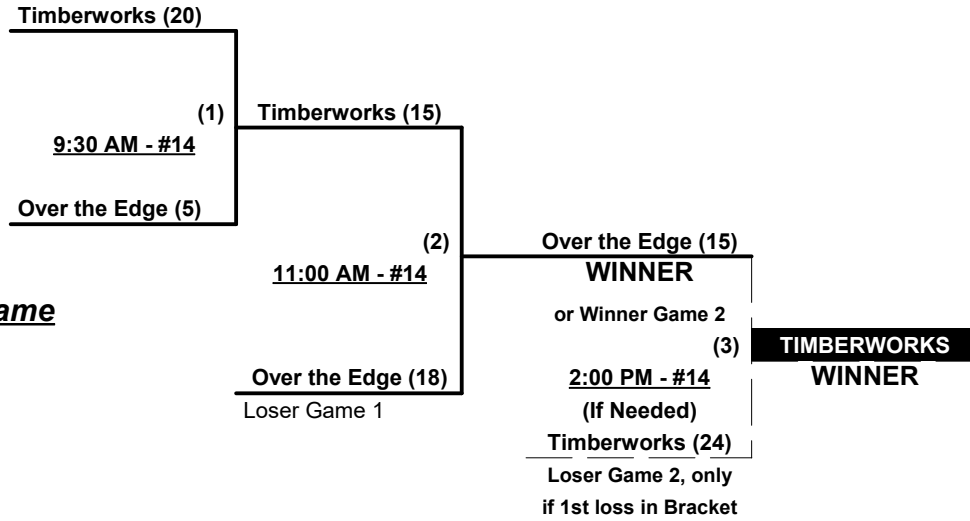 Timberworks (20)
(1)
Timberworks (15)
9:30 AM - #14
Over the Edge (5)
(2)
Over the Edge (15)
11:00 AM - #14
WINNER
or Winner Game 2
(3)
TIMBERWORKS
Over the Edge (18)
2:00 PM - #14
WINNER
Loser Game 1
(If Needed)
Timberworks (24)
Loser Game 2, only
if 1st loss in Bracket